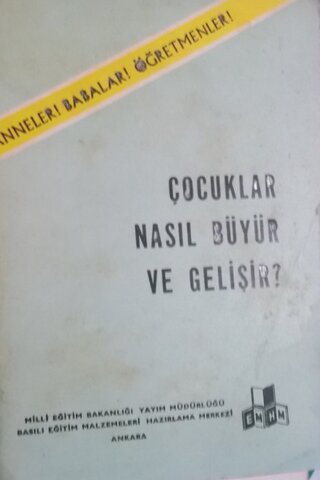 ANNELER! BABALAR! ÖĞRETMENLER!
ÇOCUKLAR
NASIL BÜYÜR
VE GELİŞİR?
MİLLİ EĞİTİM BAKANLIĞI YAYIM MÜDÜRLÜĞÜ
BASILI EĞİTİM MALZEMELERİ HAZIRLAMA MERKEZİ
ANKARA
EMHM